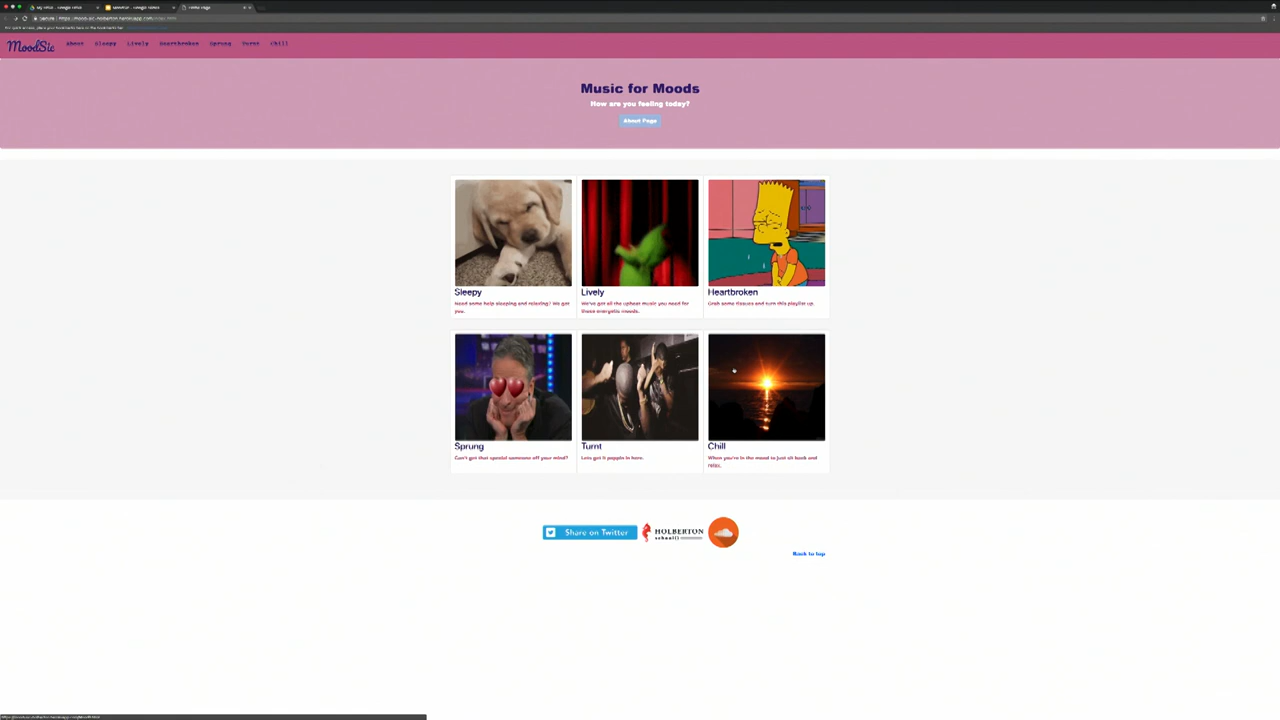 Secure
MoodSic About Sleepy Lively Heartbroken Sprung Turnt Chill
Music for Moods
How are you feeling today?
About Page
Sleepy
Need some help sleeping and relaxing? We got
you.
Lively
We've got all the upbeat music you need for
those energetic moods.
Heartbroken
Grab some tissues and turn this playlist up.
Sprung
Can't get that special someone off your mind?
Turnt
Lets get it poppin in here.
Chill
When you're in the mood to just sit back and
relax.
Share on Twitter
HOLBERTON
school()
Back to top